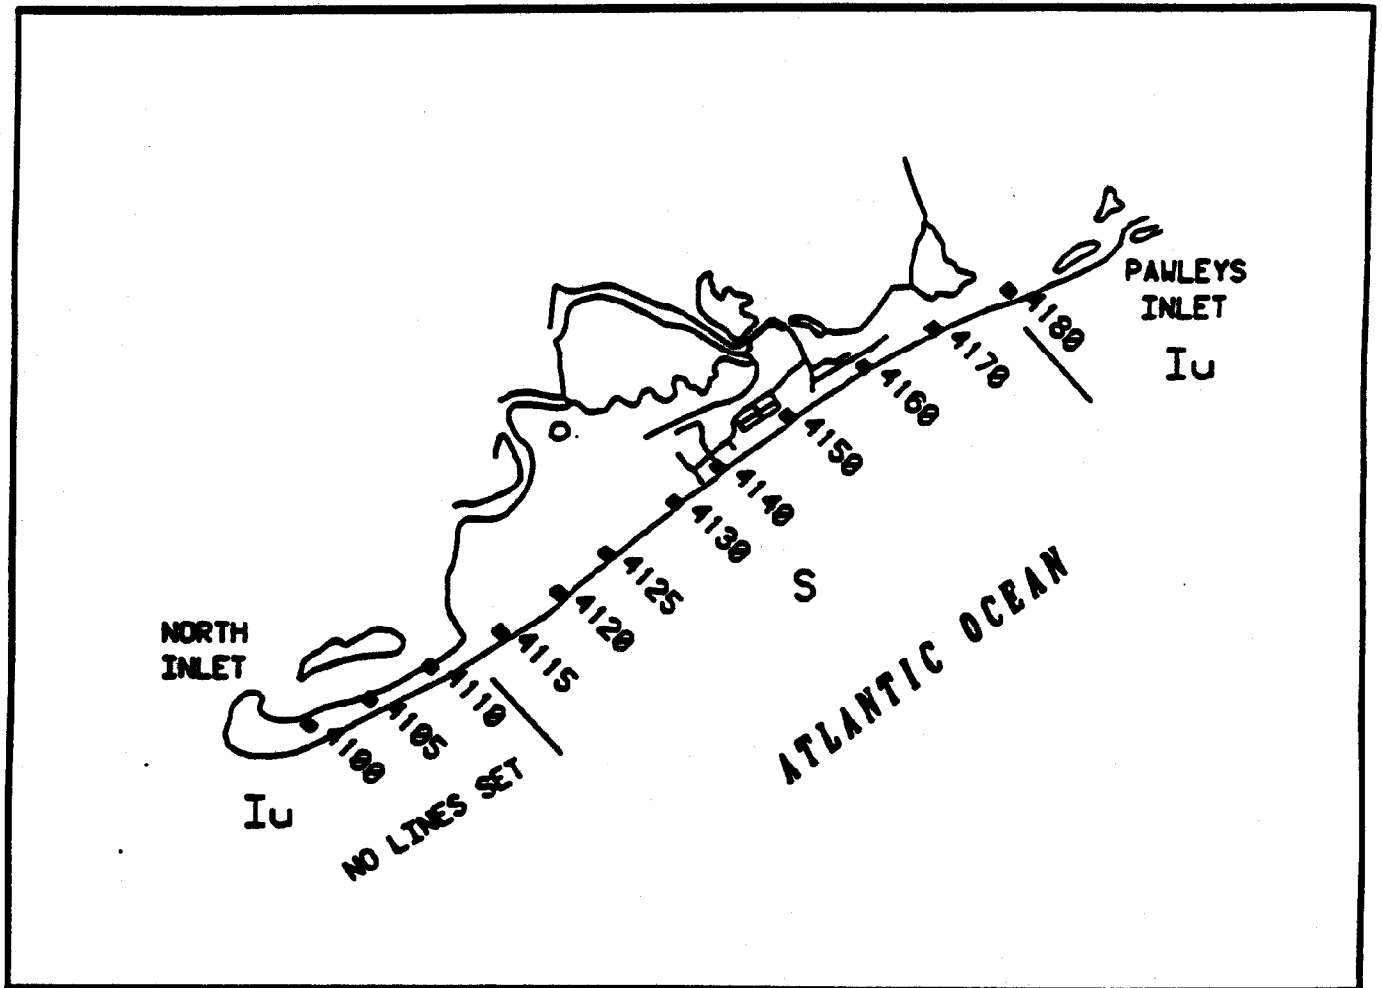 PAWLEYS
INLET
Iu
4180
4170
4160
4150
4140
4130
4125
4120
4115
4110
4105
4100
S
ATLANTIC OCEAN
NORTH
INLET
Iu
NO LINES SET